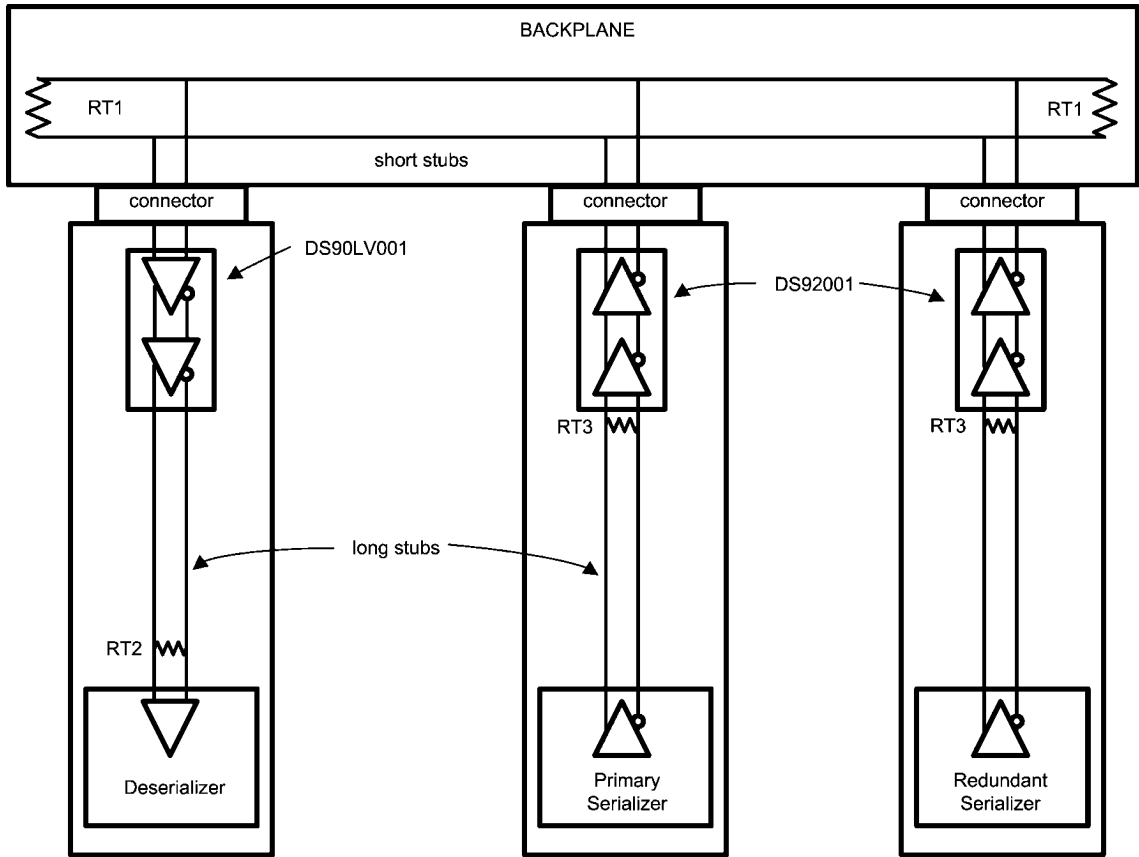 BACKPLANE
RT1
RT1
short stubs
connector
connector
connector
DS90LV001
DS92001
RT3
RT3
long stubs
RT2
Deserializer
Primary
Serializer
Redundant
Serializer